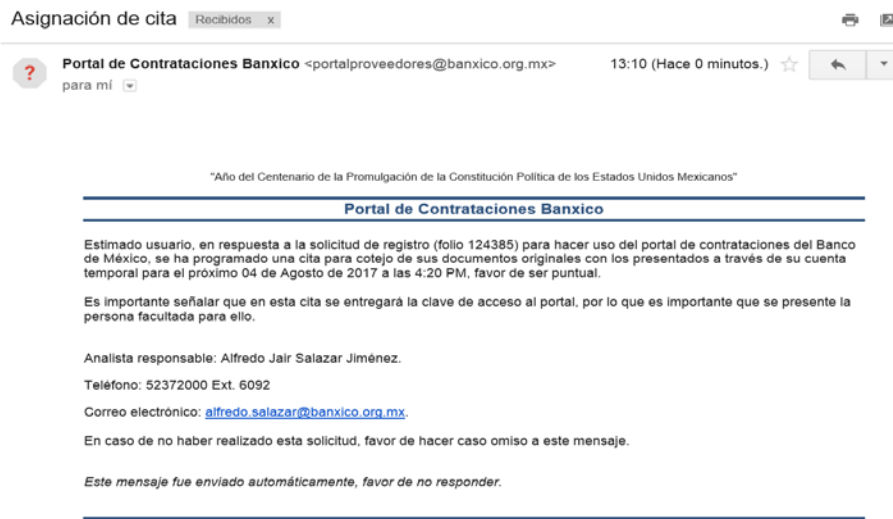 Asignación de cita Recibidos x
Portal de Contrataciones Banxico <portalproveedores@banxico.org.mx> 13:10 (Hace 0 minutos.)
para mí
"Año del Centenario de la Promulgación de la Constitución Política de los Estados Unidos Mexicanos"
Portal de Contrataciones Banxico
Estimado usuario, en respuesta a la solicitud de registro (folio 124385) para hacer uso del portal de contrataciones del Banco
de México, se ha programado una cita para cotejo de sus documentos originales con los presentados a través de su cuenta
temporal para el próximo 04 de Agosto de 2017 a las 4:20 PM, favor de ser puntual.
Es importante señalar que en esta cita se entregará la clave de acceso al portal, por lo que es importante que se presente la
persona facultada para ello.
Analista responsable: Alfredo Jair Salazar Jiménez.
Teléfono: 52372000 Ext. 6092
Correo electrónico: alfredo.salazar@banxico.org.mx.
En caso de no haber realizado esta solicitud, favor de hacer caso omiso a este mensaje.
Este mensaje fue enviado automáticamente, favor de no responder.